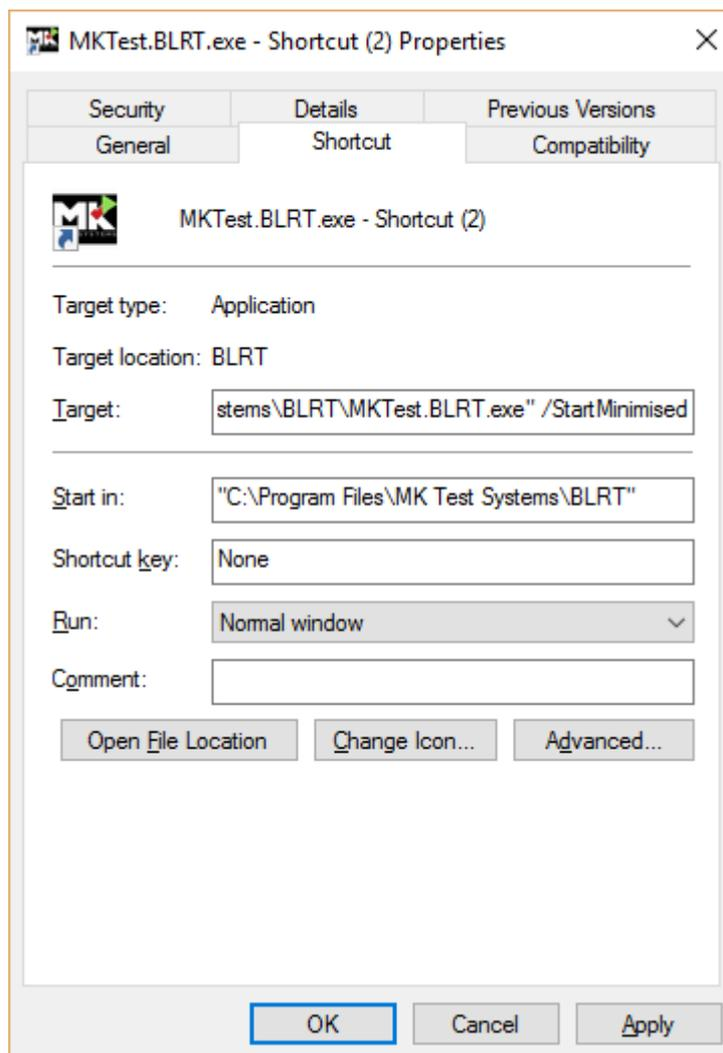 MKTest.BLRT.exe - Shortcut (2) Properties
Security Details Previous Versions
General Shortcut Compatibility
MK
SYSTEMS
MKTest.BLRT.exe - Shortcut (2)
Target type: Application
Target location: BLRT
Target: stems\BLRT\MKTest.BLRT.exe" /StartMinimised
Start in: "C:\Program Files\MK Test Systems\BLRT"
Shortcut key: None
Run: Normal window
Comment:
Open File Location Change Icon... Advanced...
OK Cancel Apply